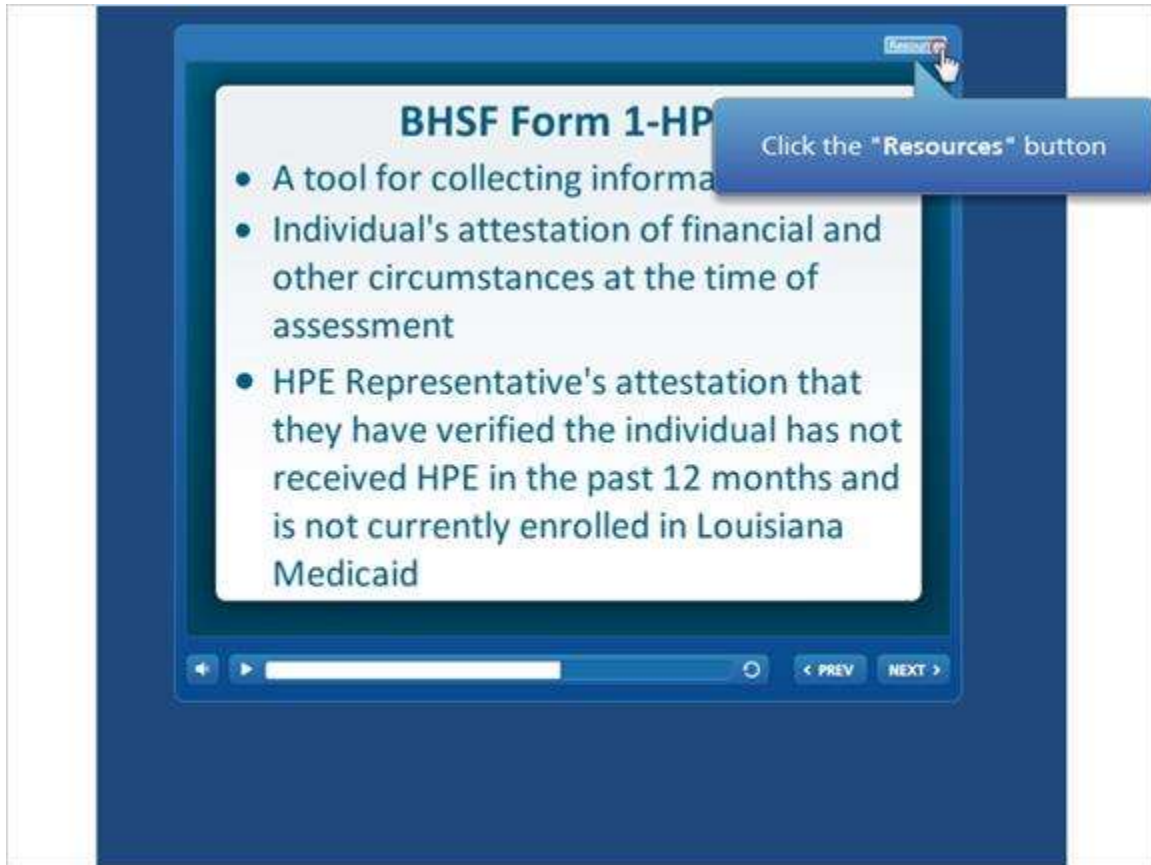 Resources
BHSF Form 1-HP
Click the "Resources" button
• A tool for collecting informa
• Individual's attestation of financial and
other circumstances at the time of
assessment
• HPE Representative's attestation that
they have verified the individual has not
received HPE in the past 12 months and
is not currently enrolled in Louisiana
Medicaid
< PREV
NEXT >